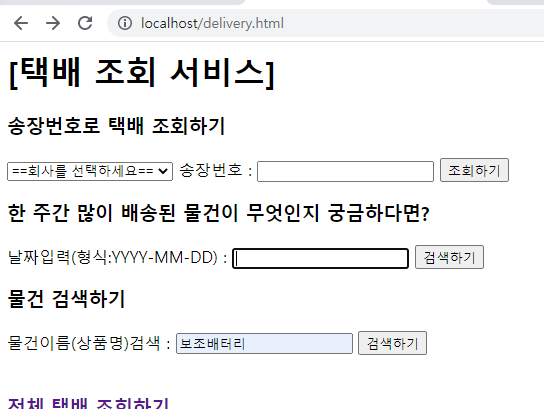 localhost/delivery.html
[택배 조회 서비스]
송장번호로 택배 조회하기
==회사를 선택하세요== 송장번호 : 조회하기
한 주간 많이 배송된 물건이 무엇인지 궁금하다면?
날짜입력(형식:YYYY-MM-DD) : 검색하기
물건 검색하기
물건이름(상품명)검색 : 보조배터리 검색하기
전체 택배 조회하기